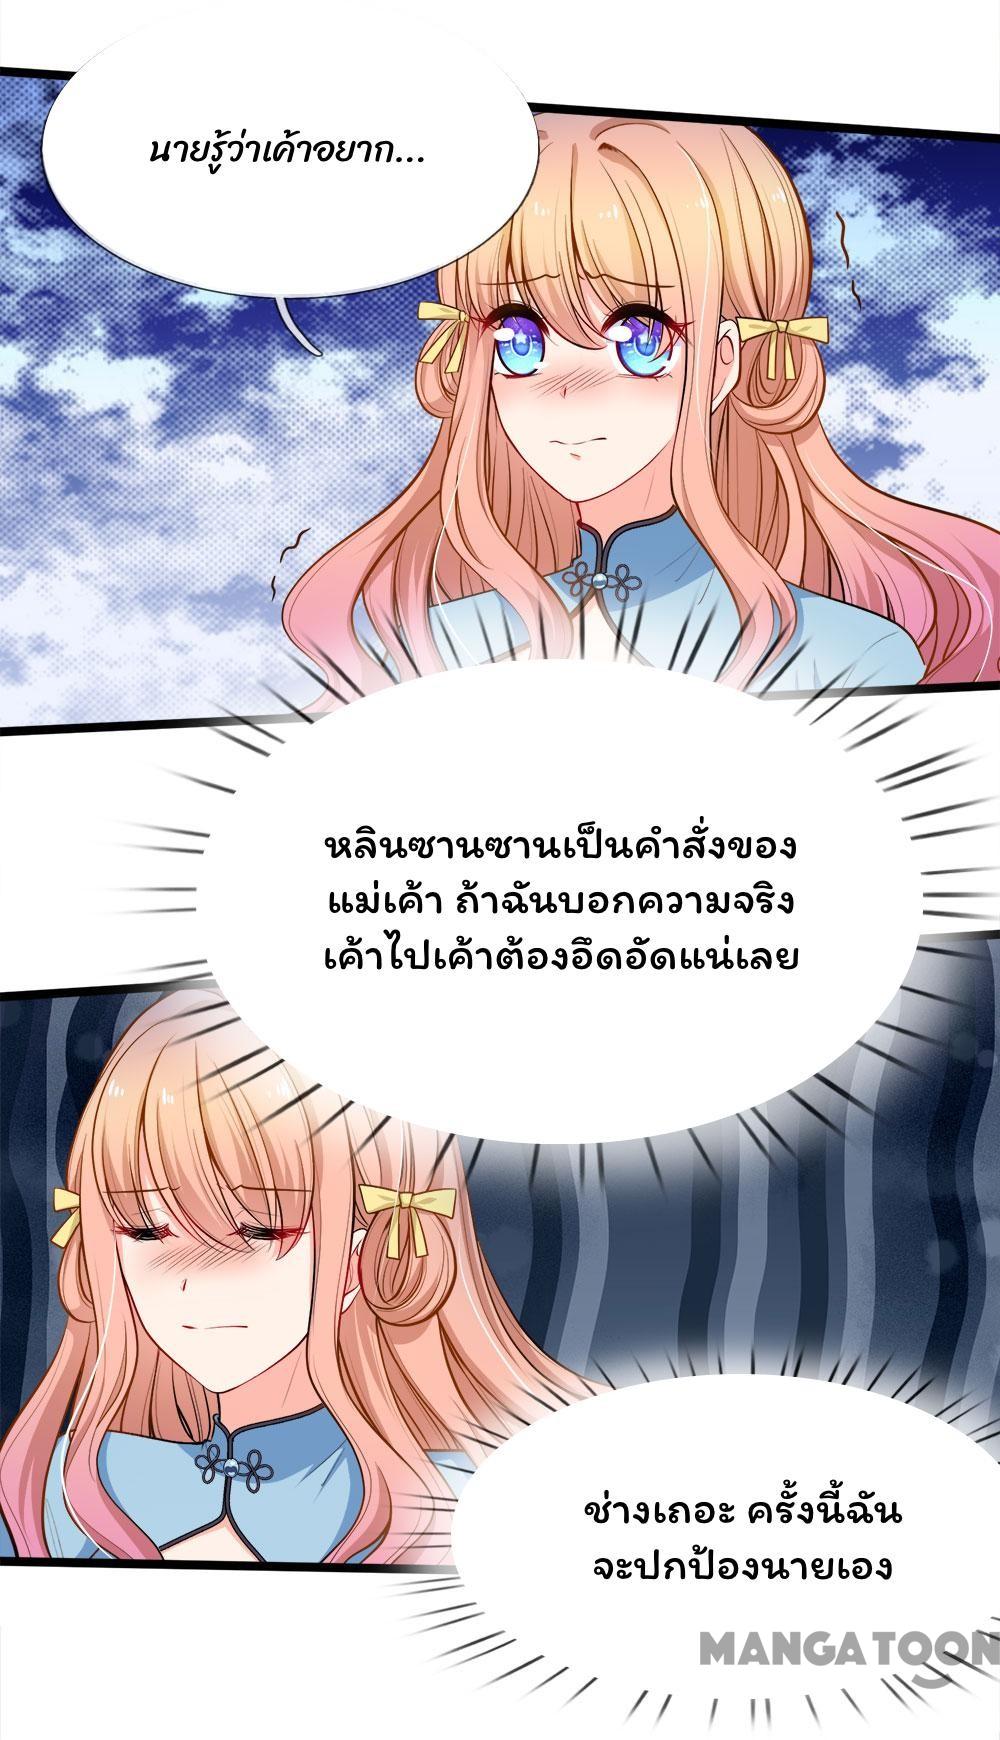 นายรู้ว่าเค้าอยาก...
หลินซานซานเป็นคำสั่งของ
แม่เค้า ถ้าฉันบอกความจริง
เค้าไปเค้าต้องอึดอัดแน่เลย
ช่างเถอะ ครั้งนี้ฉัน
จะปกป้องนายเอง
MANGATOON